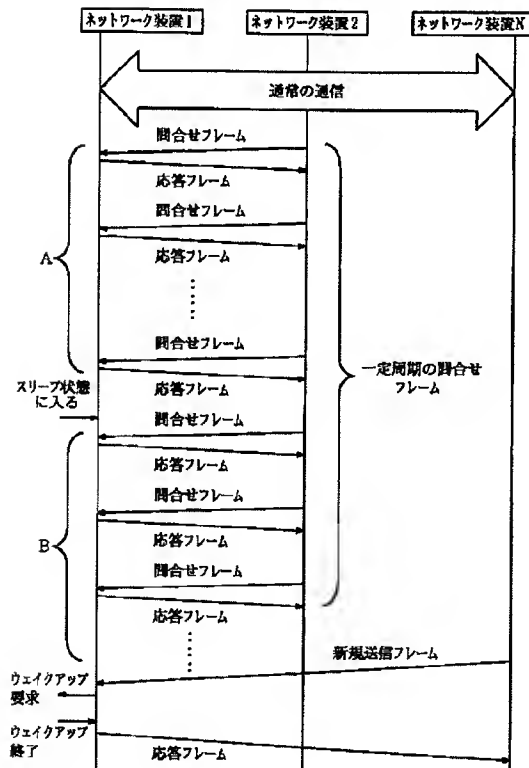 ネットワーク装置1
ネットワーク装置2
ネットワーク装置N
通常の通信
問合せフレーム
応答フレーム
問合せフレーム
A
応答フレーム
問合せフレーム
一定周期の問合せ
フレーム
スリープ状態
に入る
応答フレーム
問合せフレーム
応答フレーム
問合せフレーム
B
応答フレーム
問合せフレーム
応答フレーム
新規送信フレーム
ウェイクアップ
要求
ウェイクアップ
終了
応答フレーム